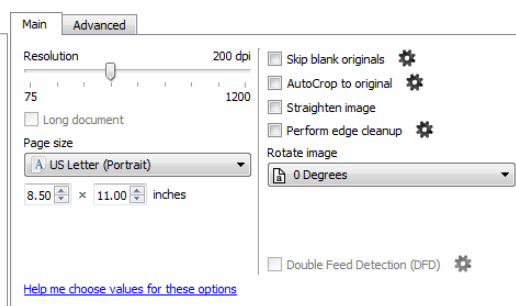 Main Advanced
Resolution 200 dpi
75 1200
Long document
Page size
A US Letter (Portrait)
8.50 × 11.00 inches
Help me choose values for these options
Skip blank originals
AutoCrop to original
Straighten image
Perform edge cleanup
Rotate image
a 0 Degrees
Double Feed Detection (DFD)